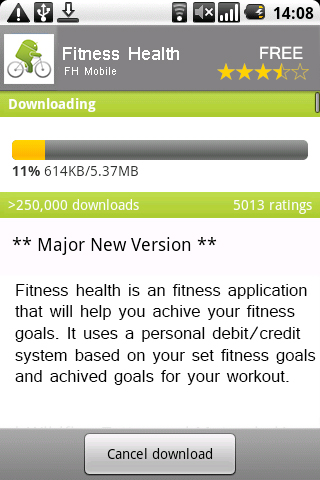 14:08
Fitness Health
FREE
FH Mobile
Downloading
11% 614KB/5.37MB
>250,000 downloads 5013 ratings
** Major New Version **
Fitness health is an fitness application
that will help you achive your fitness
goals. It uses a personal debit/credit
system based on your set fitness goals
and achived goals for your workout.
Cancel download